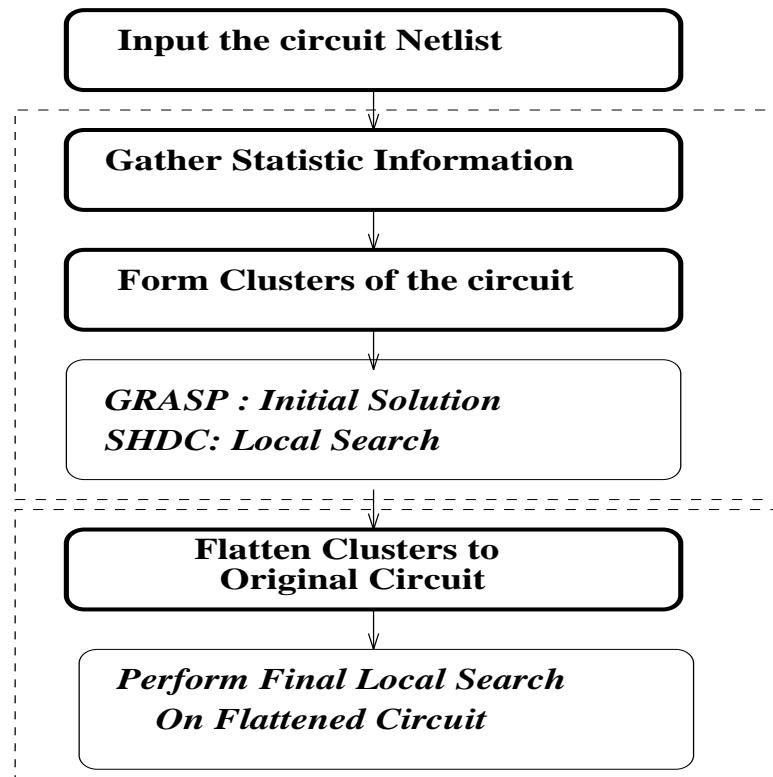 Input the circuit Netlist
Gather Statistic Information
Form Clusters of the circuit
GRASP : Initial Solution
SHDC: Local Search
Flatten Clusters to
Original Circuit
Perform Final Local Search
On Flattened Circuit